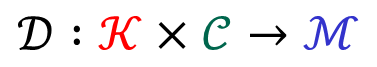 𝒟 : 𝒦 × 𝒞 → ℳ